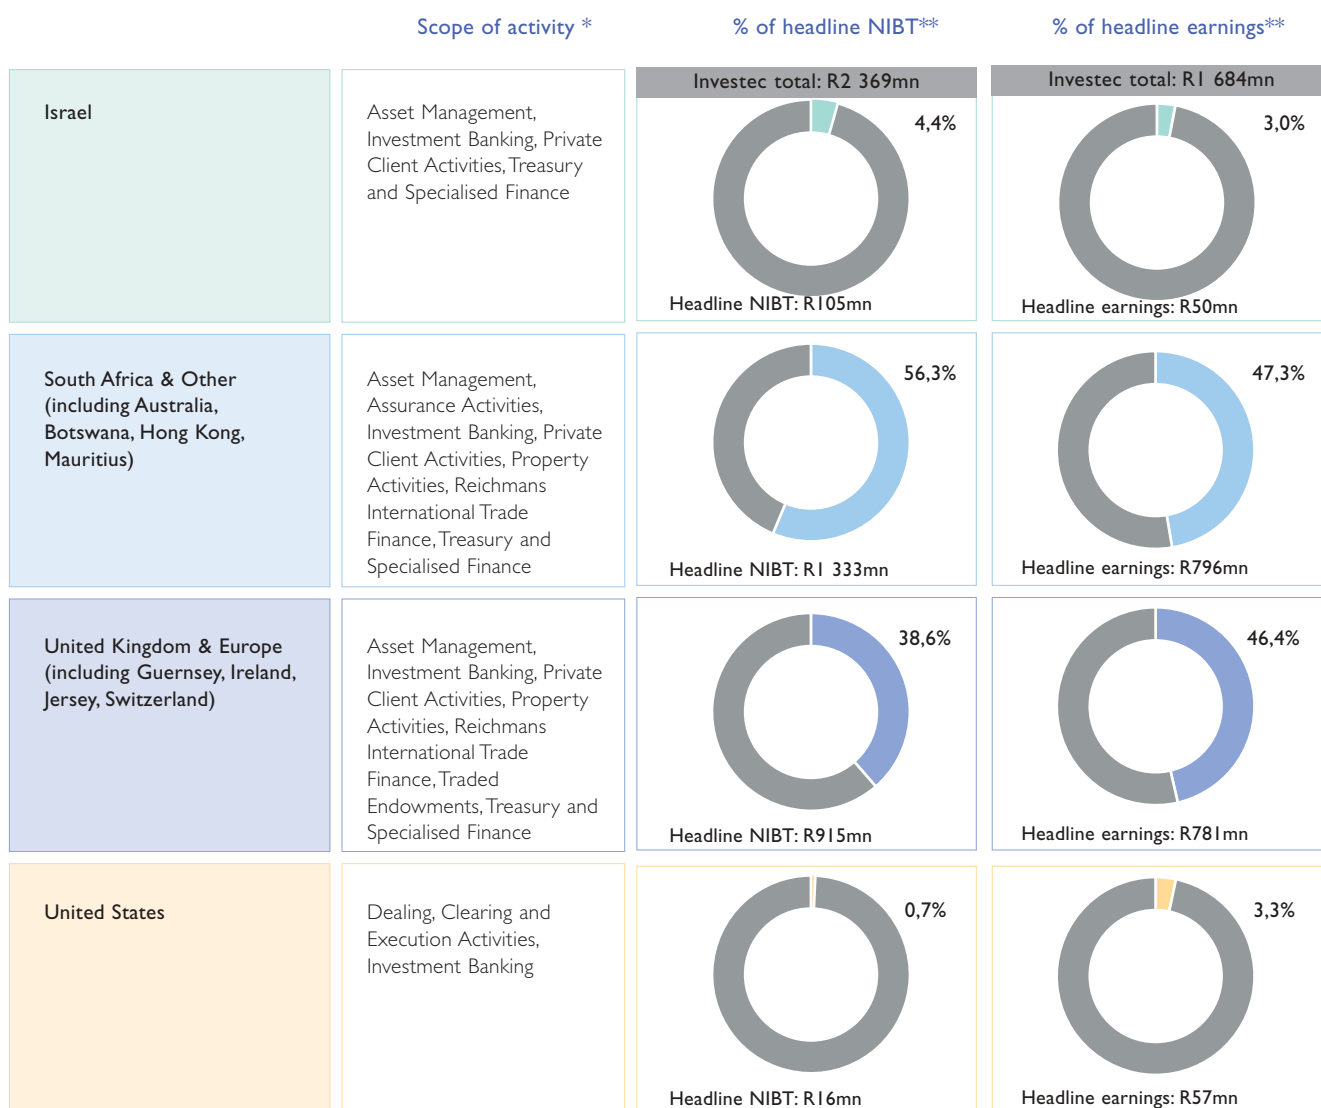 Scope of activity *
% of headline NIBT**
% of headline earnings**
Israel
Asset Management,
Investment Banking, Private
Client Activities, Treasury
and Specialised Finance
Investec total: R2 369mn
4,4%
Headline NIBT: R105mn
Investec total: R1 684mn
3,0%
Headline earnings: R50mn
South Africa & Other
(including Australia,
Botswana, Hong Kong,
Mauritius)
Asset Management,
Assurance Activities,
Investment Banking, Private
Client Activities, Property
Activities, Reichmans
International Trade
Finance, Treasury and
Specialised Finance
56,3%
Headline NIBT: R1 333mn
47,3%
Headline earnings: R796mn
United Kingdom & Europe
(including Guernsey, Ireland,
Jersey, Switzerland)
Asset Management,
Investment Banking, Private
Client Activities, Property
Activities, Reichmans
International Trade
Finance, Traded
Endowments, Treasury and
Specialised Finance
38,6%
Headline NIBT: R915mn
46,4%
Headline earnings: R781mn
United States
Dealing, Clearing and
Execution Activities,
Investment Banking
0,7%
Headline NIBT: R16mn
3,3%
Headline earnings: R57mn